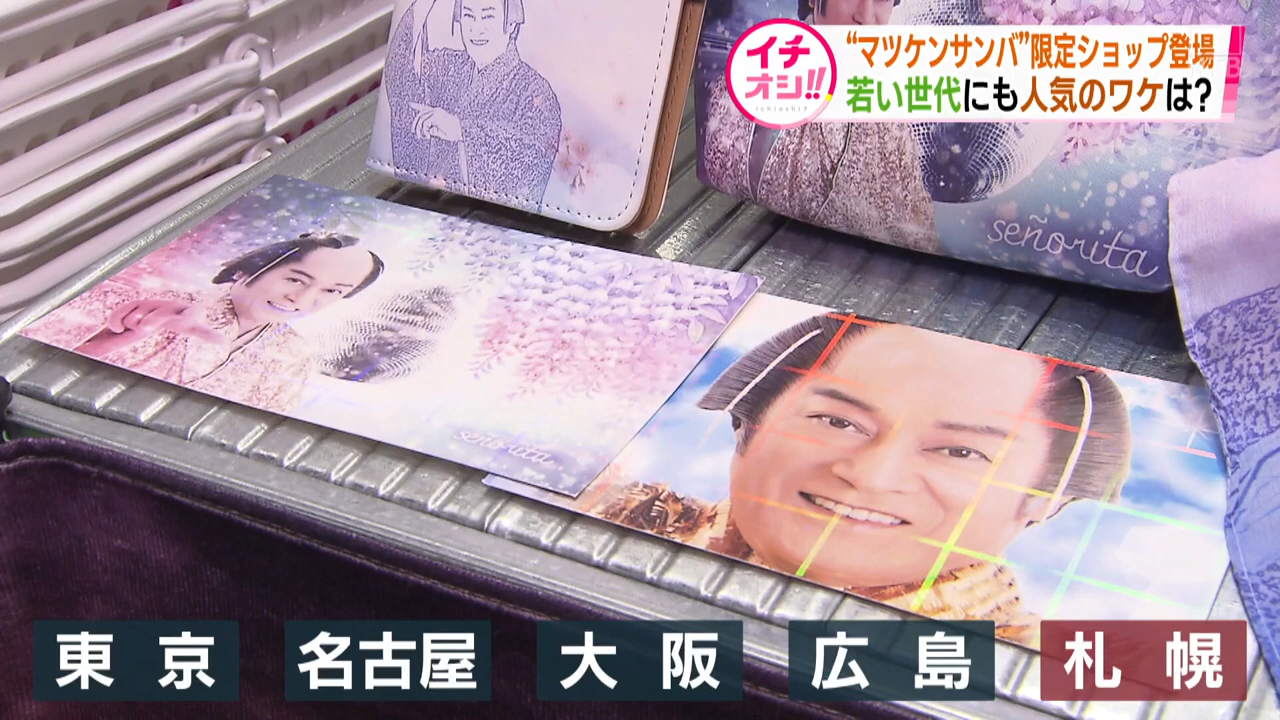 イチオシ!!
ichioshi!
“マツケンサンバ”限定ショップ登場
若い世代にも人気のワケは?
señorita
señorita
東京 名古屋 大阪 広島 札幌